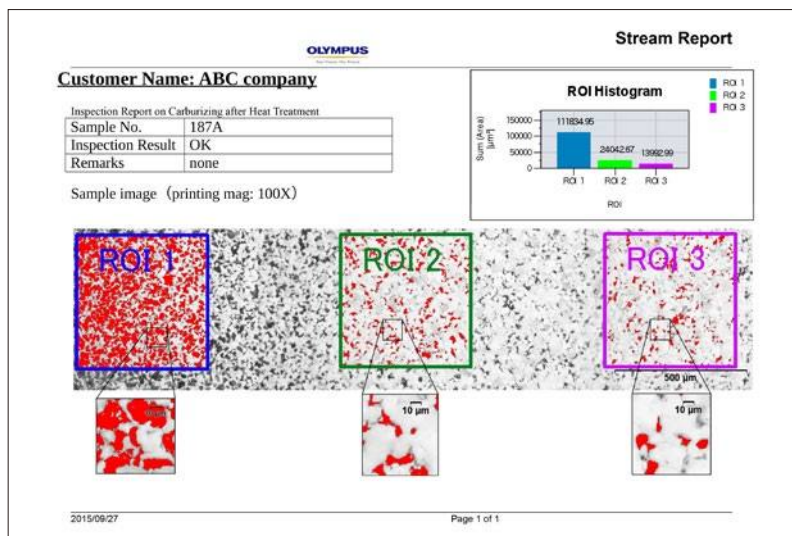 Stream Report
OLYMPUS
Customer Name: ABC company
Inspection Report on Carburizing after Heat Treatment
Sample No. 187A
Inspection Result OK
Remarks none
Sample image (printing mag: 100X)
ROI Histogram
ROI 1
ROI 2
ROI 3
Sum (Area)
[µm²]
150000
100000
50000
0
111834.95
24042.67
13992.99
ROI 1 ROI 2 ROI 3
ROI
ROI 1
ROI 2
ROI 3
500 µm
10 µm
10 µm
2015/09/27
Page 1 of 1